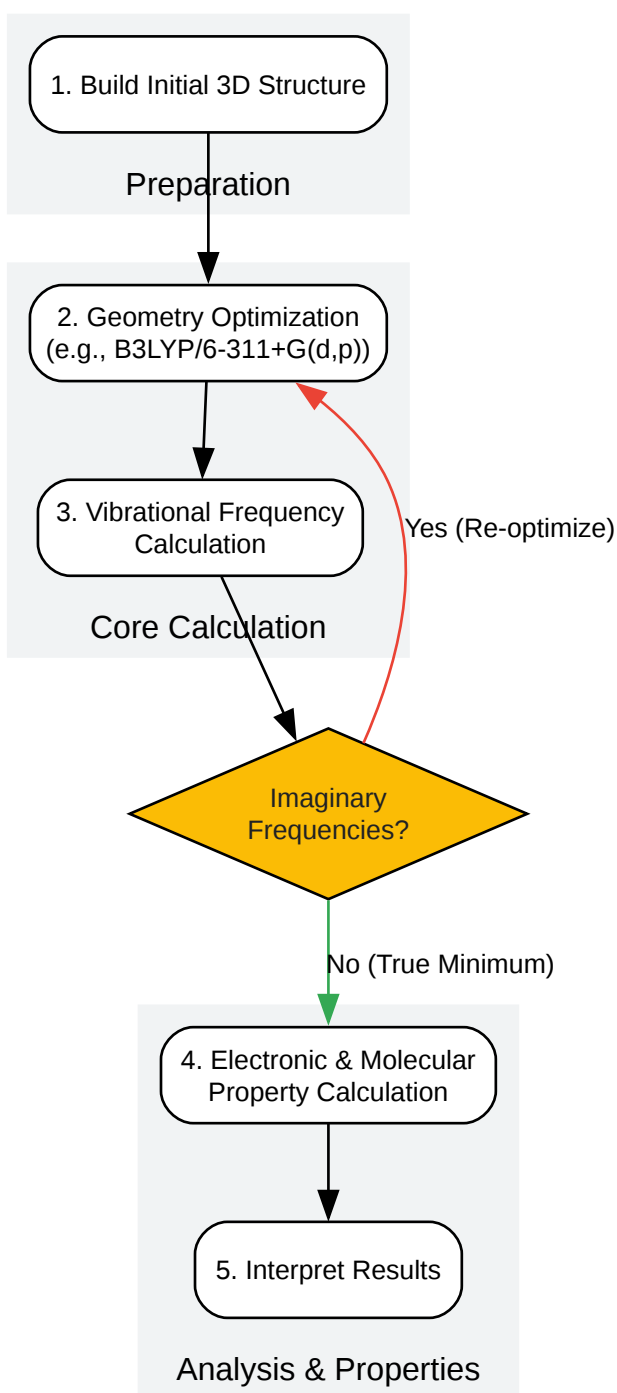 1. Build Initial 3D Structure
Preparation
2. Geometry Optimization
(e.g., B3LYP/6-311+G(d,p))
3. Vibrational Frequency
Calculation
Yes (Re-optimize)
Core Calculation
Imaginary
Frequencies?
No (True Minimum)
4. Electronic & Molecular
Property Calculation
5. Interpret Results
Analysis & Properties